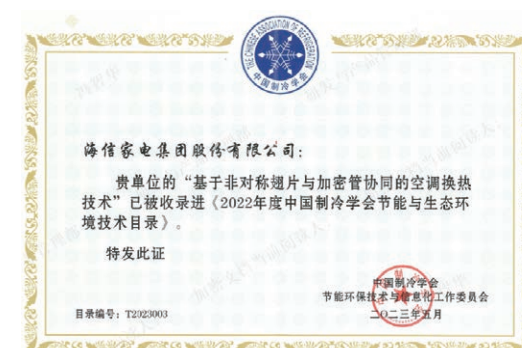 THE CHINESE ASSOCIATION OF REFRIGERATION
中国制冷学会
海信家电集团股份有限公司：
贵单位的“基于非对称翅片与加密管协同的空调换热
技术”已被收录进《2022年度中国制冷学会节能与生态环
境技术目录》。
特发此证
中国制冷学会
节能环保技术与信息化工作委员会
目录编号：T2023003
二〇二三年五月